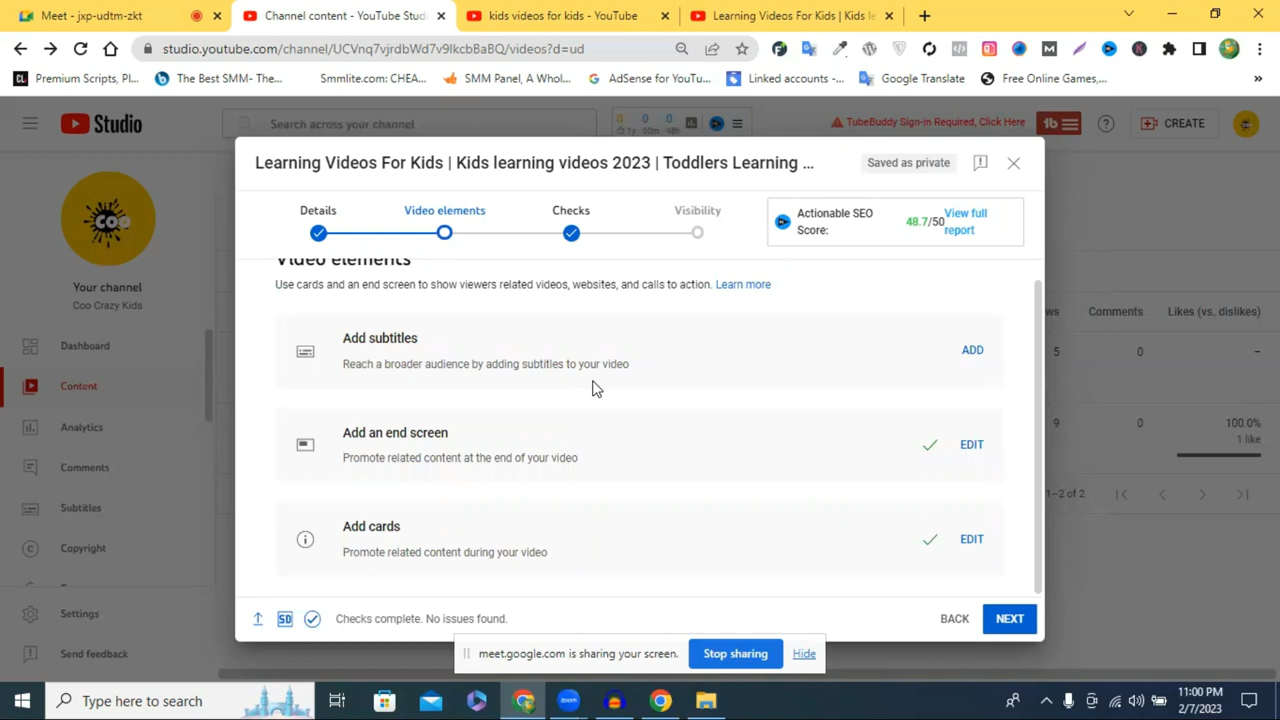 Meet - jxp-udtm-zkt
Channel content - YouTube Stud
kids videos for kids - YouTube
Learning Videos For Kids | Kids le
studio.youtube.com/channel/UCVnq7vjrdbWd7v9IkcbBaBQ/videos?d=ud
Premium Scripts, Pl...
The Best SMM- The...
Smmlite.com: CHEA...
SMM Panel, A Whol...
AdSense for YouTu...
Linked accounts -...
Google Translate
Free Online Games,...
Studio
Search across your channel
0 0 0
1y 60m 48h
TubeBuddy Sign-in Required, Click Here
CREATE
Learning Videos For Kids | Kids learning videos 2023 | Toddlers Learning ...
Saved as private
Details
Video elements
Checks
Visibility
Actionable SEO Score:
48.7/50
View full report
coo
Your channel
Coo Crazy Kids
Dashboard
Content
Analytics
Comments
Subtitles
Copyright
Settings
Send feedback
Video elements
Use cards and an end screen to show viewers related videos, websites, and calls to action. Learn more
Add subtitles
Reach a broader audience by adding subtitles to your video
ADD
Add an end screen
Promote related content at the end of your video
EDIT
Add cards
Promote related content during your video
EDIT
ws
Comments
Likes (vs. dislikes)
5
0
–
9
0
100.0%
1 like
1–2 of 2
SD
Checks complete. No issues found.
BACK
NEXT
meet.google.com is sharing your screen.
Stop sharing
Hide
Type here to search
zoom
11:00 PM
2/7/2023